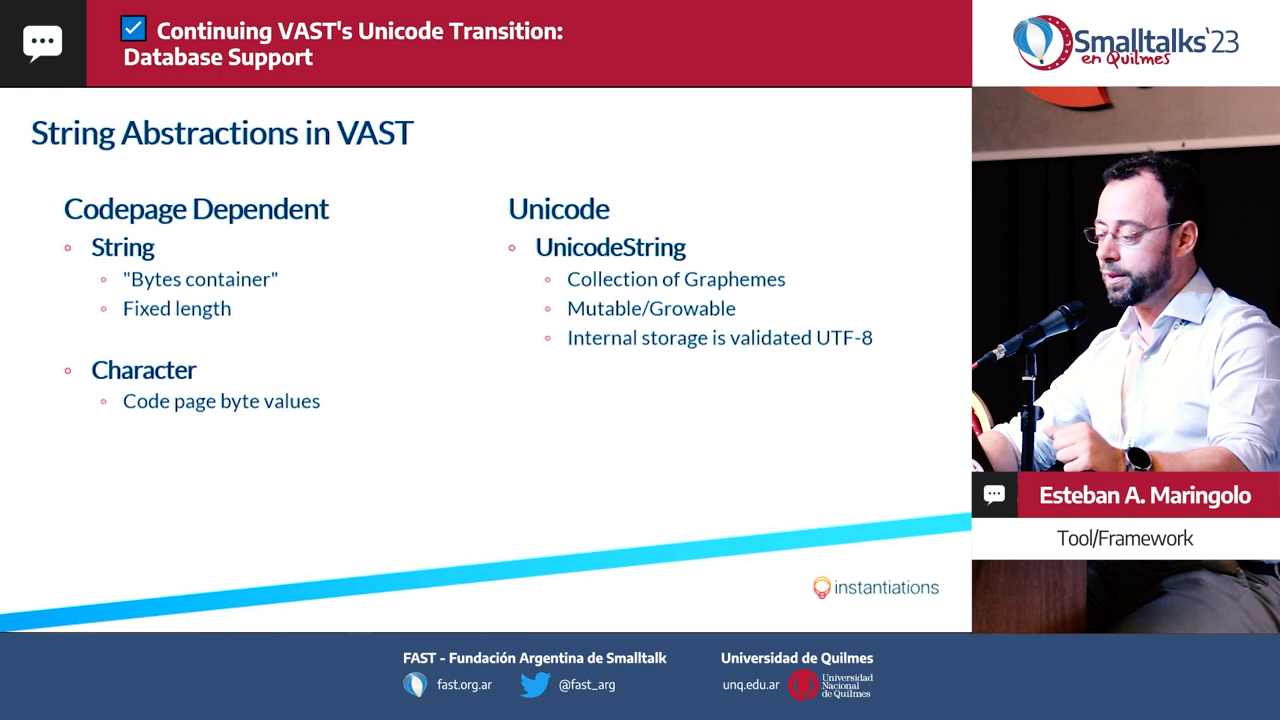 Continuing VAST's Unicode Transition:
Database Support
Smalltalks'23
en Quilmes
String Abstractions in VAST
Codepage Dependent
String
"Bytes container"
Fixed length
Character
Code page byte values
Unicode
UnicodeString
Collection of Graphemes
Mutable/Growable
Internal storage is validated UTF-8
instantiations
Esteban A. Maringolo
Tool/Framework
FAST - Fundación Argentina de Smalltalk
fast.org.ar
@fast_arg
Universidad de Quilmes
unq.edu.ar
Universidad
Nacional
de Quilmes